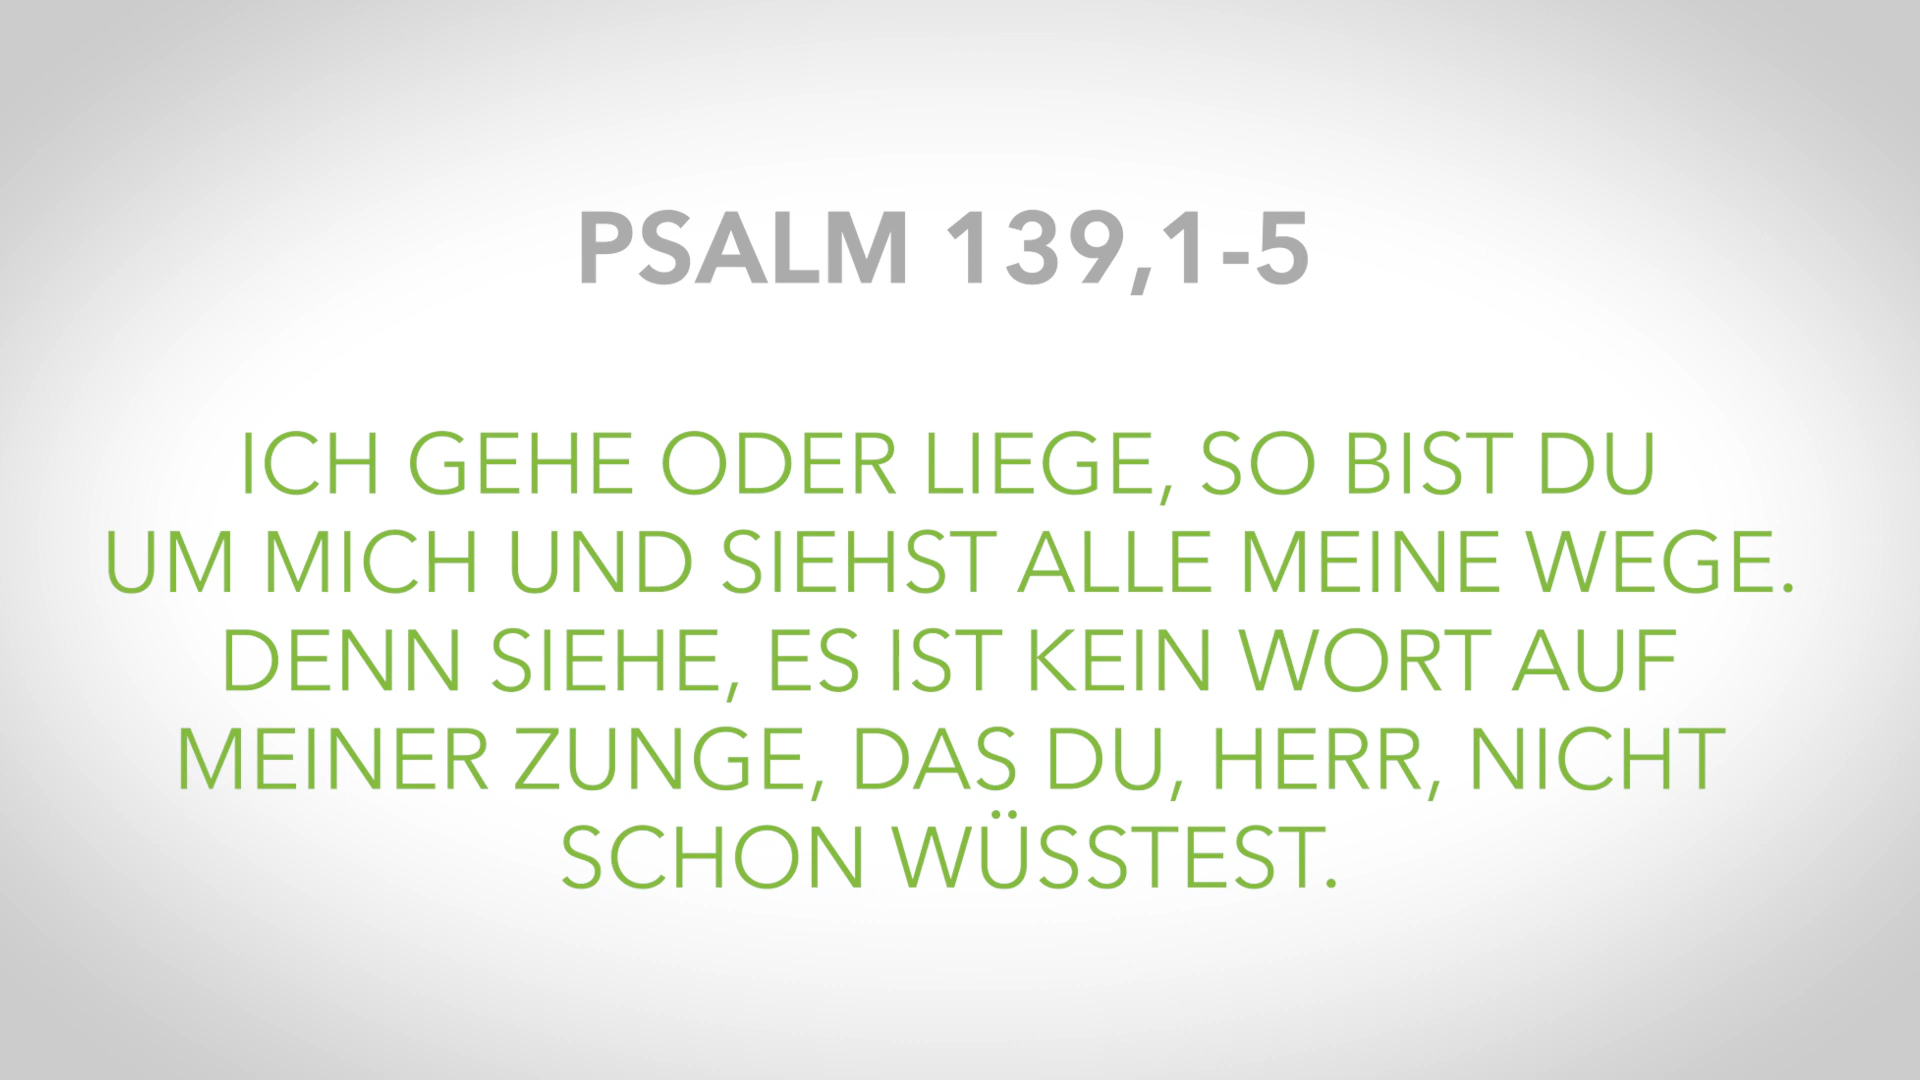 PSALM 139,1-5
ICH GEHE ODER LIEGE, SO BIST DU
UM MICH UND SIEHST ALLE MEINE WEGE.
DENN SIEHE, ES IST KEIN WORT AUF
MEINER ZUNGE, DAS DU, HERR, NICHT
SCHON WÜSSTEST.